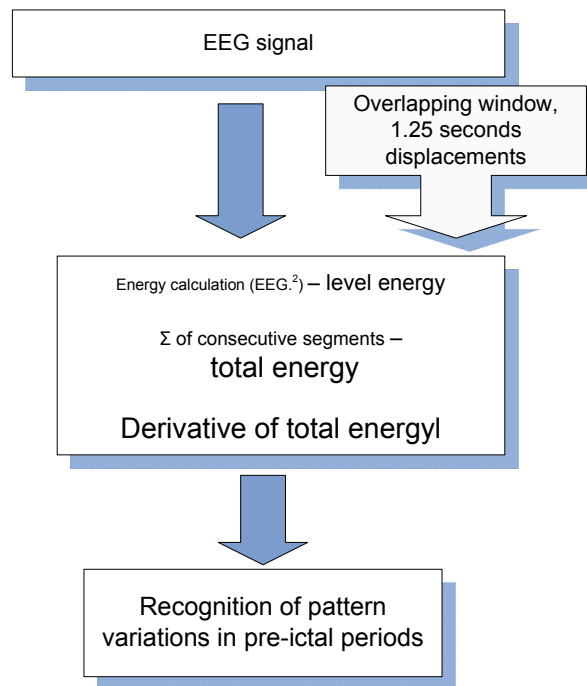 EEG signal
Overlapping window,
1.25 seconds
displacements
Energy calculation (EEG.²) – level energy
Σ of consecutive segments –
total energy
Derivative of total energyl
Recognition of pattern
variations in pre-ictal periods